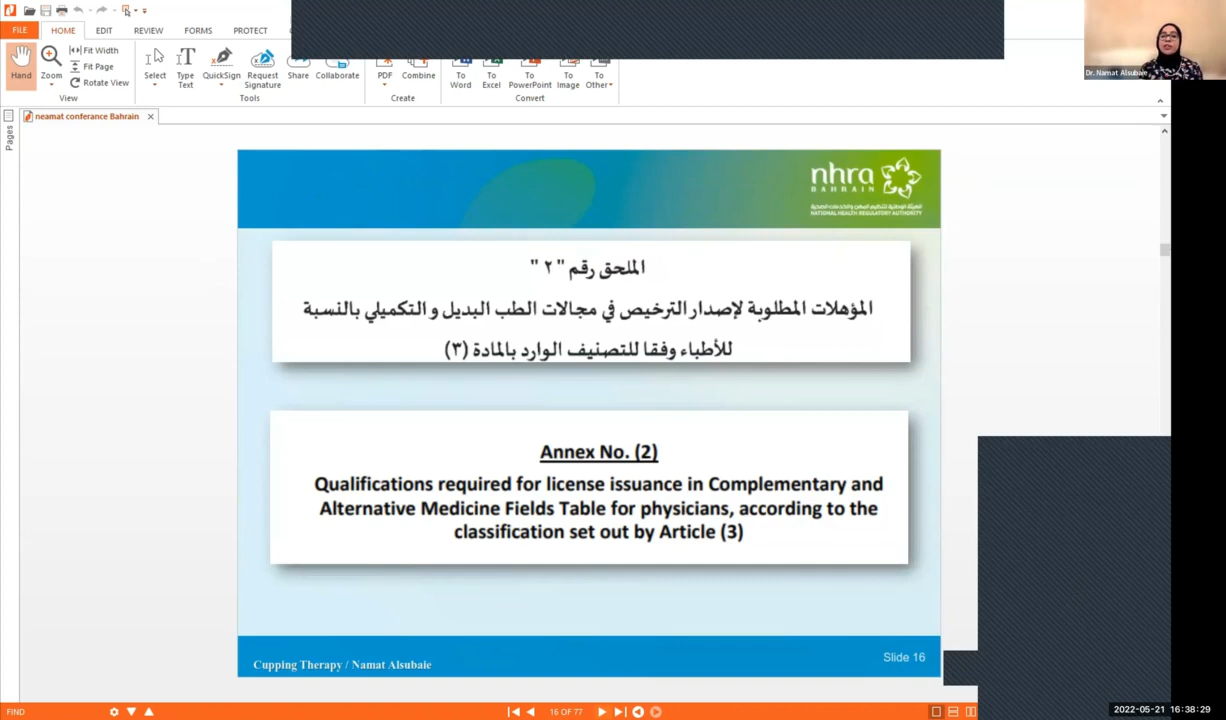 FILE
HOME
EDIT
REVIEW
FORMS
PROTECT
Hand
Zoom
Fit Width
Fit Page
Rotate View
View
Select
Type Text
QuickSign
Request Signature
Share
Collaborate
Tools
PDF
Combine
Create
To Word
To Excel
To PowerPoint
To Image
To Other
Convert
Dr. Namat Alsubaie
neamat conferance Bahrain
Pages
nhra
BAHRAIN
الهيئة الوطنية لتنظيم المهن والخدمات الصحية
NATIONAL HEALTH REGULATORY AUTHORITY
الملحق رقم "٢"
المؤهلات المطلوبة لإصدار الترخيص في مجالات الطب البديل و التكميلي بالنسبة
للأطباء وفقا للتصنيف الوارد بالمادة (٣)
Annex No. (2)
Qualifications required for license issuance in Complementary and
Alternative Medicine Fields Table for physicians, according to the
classification set out by Article (3)
Cupping Therapy / Namat Alsubaie
Slide 16
FIND
16 OF 77
2022-05-21 16:38:29